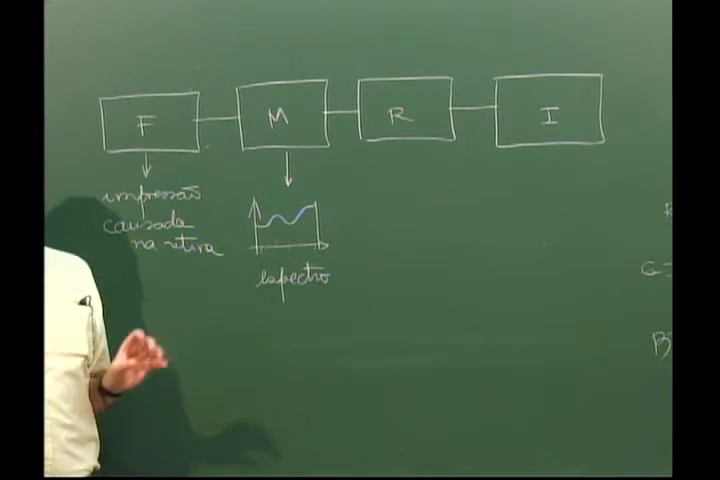 F M R I
impressão
causada
na retina
espectro
R
G =
B